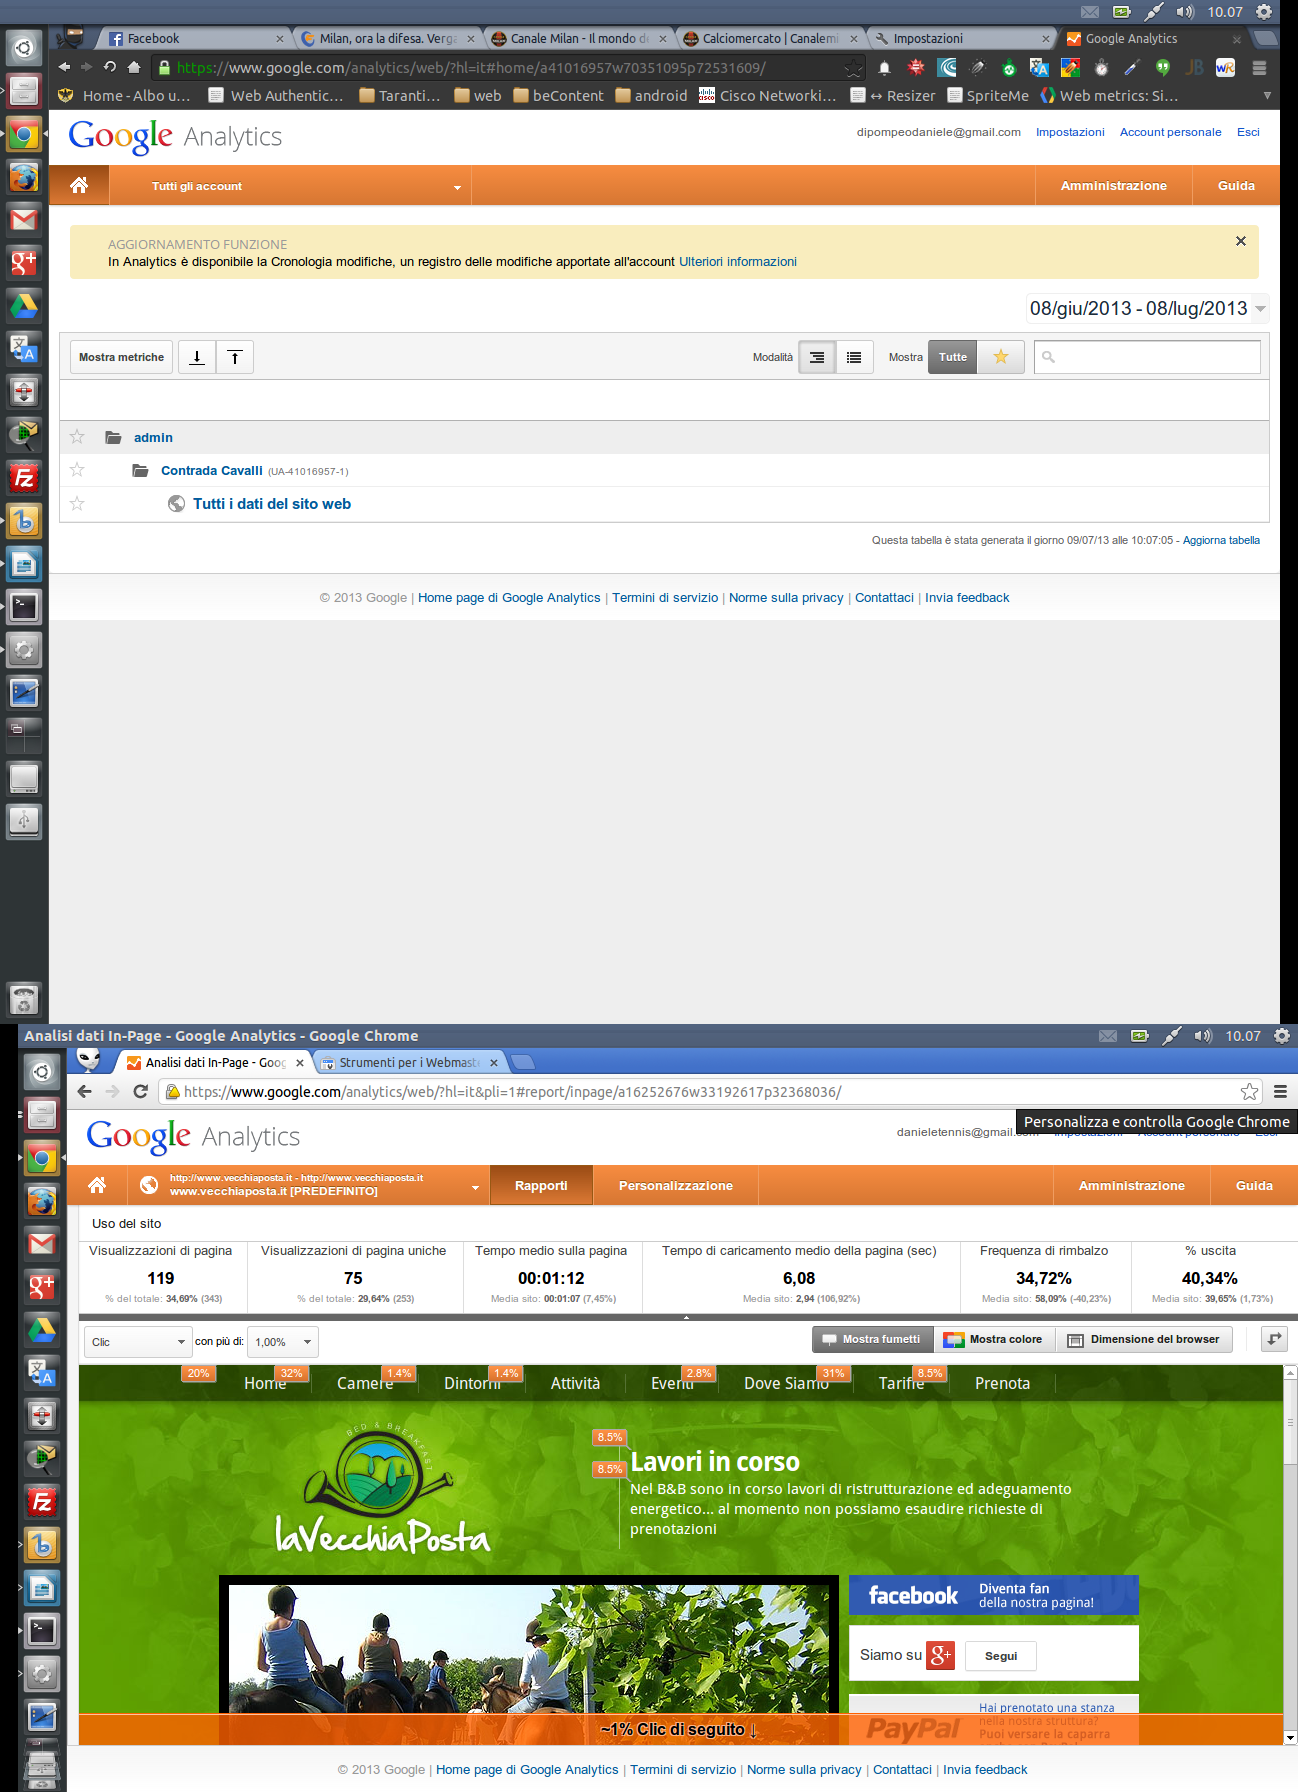 10.07
Facebook
Milan, ora la difesa. Verga
Canale Milan - Il mondo de
Calciomercato | Canalemi
Impostazioni
Google Analytics
https://www.google.com/analytics/web/?hl=it#home/a41016957w70351095p72531609/
Home - Albo u...
Web Authentic...
Taranti...
web
beContent
android
Cisco Networki...
↔ Resizer
SpriteMe
Web metrics: Si...
Google Analytics
dipompeodaniele@gmail.com Impostazioni Account personale Esci
Tutti gli account
Amministrazione
Guida
AGGIORNAMENTO FUNZIONE
In Analytics è disponibile la Cronologia modifiche, un registro delle modifiche apportate all'account Ulteriori informazioni
08/giu/2013 - 08/lug/2013
Mostra metriche
Modalità
Mostra
Tutte
admin
Contrada Cavalli (UA-41016957-1)
Tutti i dati del sito web
Questa tabella è stata generata il giorno 09/07/13 alle 10:07:05 - Aggiorna tabella
© 2013 Google | Home page di Google Analytics | Termini di servizio | Norme sulla privacy | Contattaci | Invia feedback
Analisi dati In-Page - Google Analytics - Google Chrome
10.07
Analisi dati In-Page - Goog
Strumenti per i Webmaste
https://www.google.com/analytics/web/?hl=it&pli=1#report/inpage/a16252676w33192617p32368036/
Personalizza e controlla Google Chrome
Google Analytics
danieletennis@gmail.com
http://www.vecchiaposta.it - http://www.vecchiaposta.it
www.vecchiaposta.it [PREDEFINITO]
Rapporti
Personalizzazione
Amministrazione
Guida
Uso del sito
Visualizzazioni di pagina
119
% del totale: 34,69% (343)
Visualizzazioni di pagina uniche
75
% del totale: 29,64% (253)
Tempo medio sulla pagina
00:01:12
Media sito: 00:01:07 (7,45%)
Tempo di caricamento medio della pagina (sec)
6,08
Media sito: 2,94 (106,92%)
Frequenza di rimbalzo
34,72%
Media sito: 58,09% (-40,23%)
% uscita
40,34%
Media sito: 39,65% (1,73%)
Clic
con più di:
1,00%
Mostra fumetti
Mostra colore
Dimensione del browser
20%
32%
1.4%
1.4%
2.8%
31%
8.5%
Home
Camere
Dintorni
Attività
Eventi
Dove Siamo
Tariffe
Prenota
BED & BREAKFAST
laVecchiaPosta
8.5%
8.5%
Lavori in corso
Nel B&B sono in corso lavori di ristrutturazione ed adeguamento
energetico... al momento non possiamo esaudire richieste di
prenotazioni
facebook
Diventa fan
della nostra pagina!
Siamo su g+
Segui
PayPal
Hai prenotato una stanza
nella nostra struttura?
Puoi versare la caparra
~1% Clic di seguito ↓
© 2013 Google | Home page di Google Analytics | Termini di servizio | Norme sulla privacy | Contattaci | Invia feedback